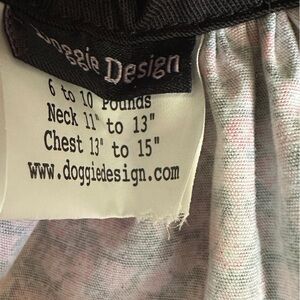 Doggie Design
6 to 10 Pounds
Neck 11" to 13"
Chest 13" to 15"
www.doggiedesign.com